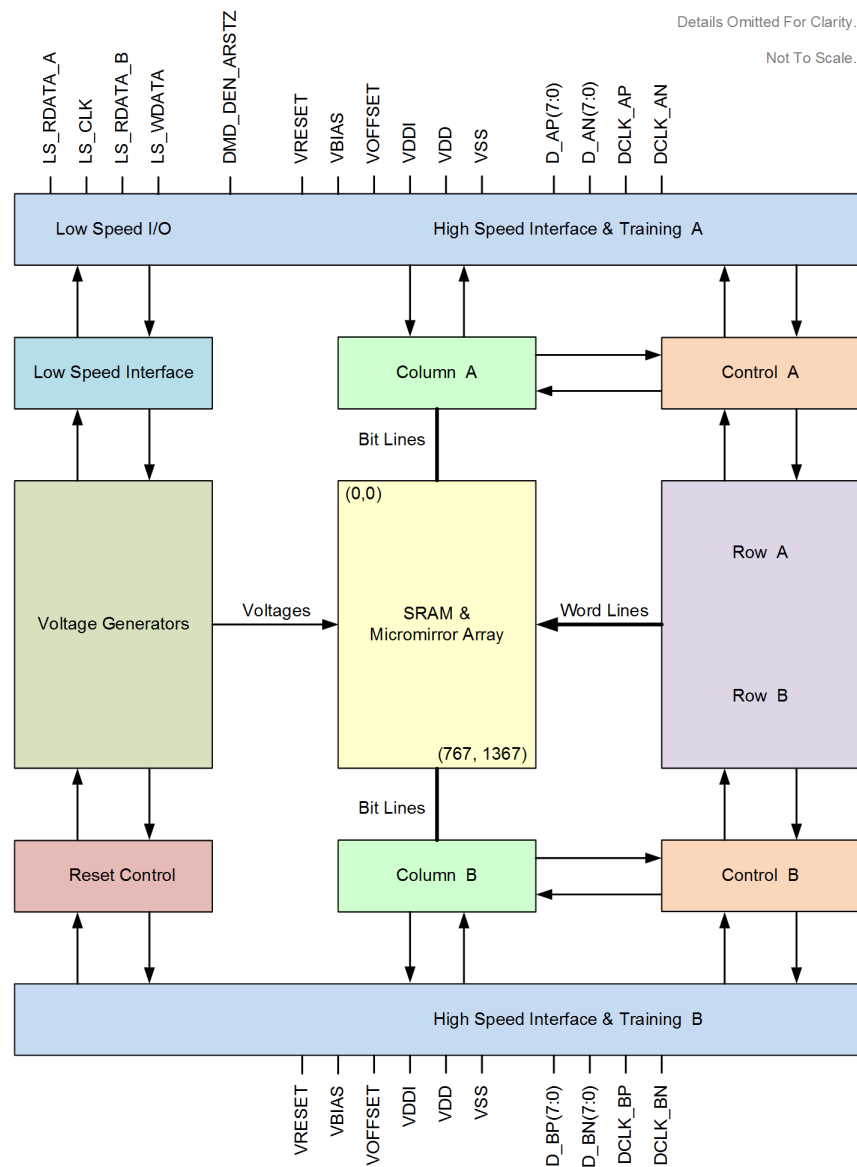 Details Omitted For Clarity.
Not To Scale.
LS_RDATA_A
LS_CLK
LS_RDATA_B
LS_WDATA
DMD_DEN_ARSTZ
VRESET
VBIAS
VOFFSET
VDDI
VDD
VSS
D_AP(7:0)
D_AN(7:0)
DCLK_AP
DCLK_AN
Low Speed I/O
High Speed Interface & Training A
Low Speed Interface
Column A
Control A
Bit Lines
(0,0)
Row A
Voltage Generators
Voltages
SRAM &
Micromirror Array
Word Lines
Row B
(767, 1367)
Bit Lines
Reset Control
Column B
Control B
High Speed Interface & Training B
VRESET
VBIAS
VOFFSET
VDDI
VDD
VSS
D_BP(7:0)
D_BN(7:0)
DCLK_BP
DCLK_BN